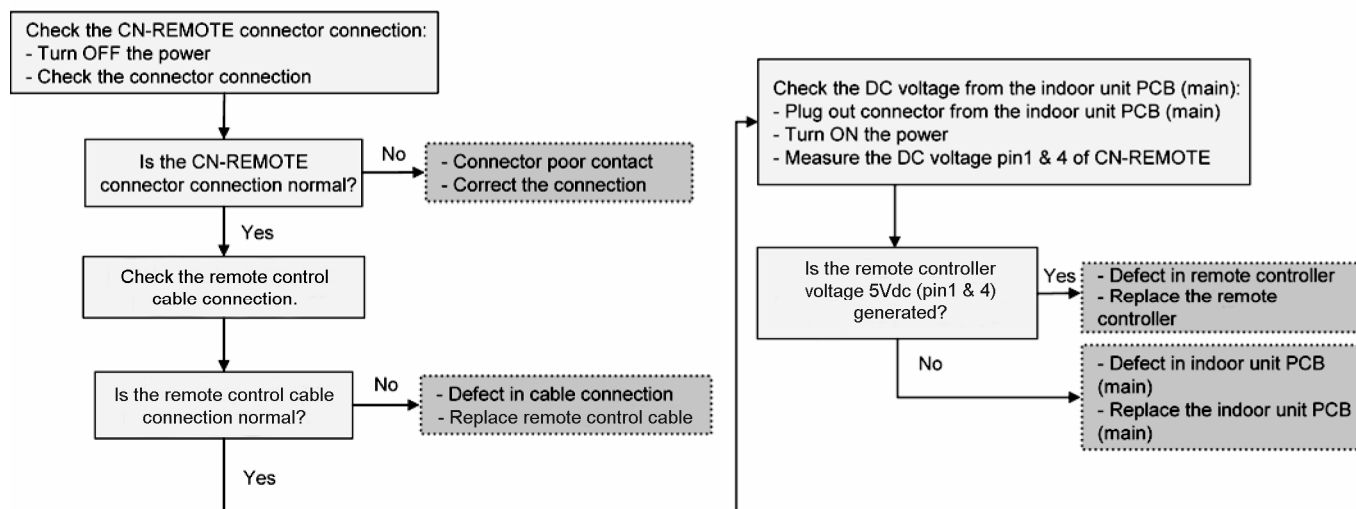 Check the CN-REMOTE connector connection:
- Turn OFF the power
- Check the connector connection
Is the CN-REMOTE
connector connection normal?
No
- Connector poor contact
- Correct the connection
Yes
Check the remote control
cable connection.
Is the remote control cable
connection normal?
No
- Defect in cable connection
- Replace remote control cable
Yes
Check the DC voltage from the indoor unit PCB (main):
- Plug out connector from the indoor unit PCB (main)
- Turn ON the power
- Measure the DC voltage pin1 & 4 of CN-REMOTE
Is the remote controller
voltage 5Vdc (pin1 & 4)
generated?
Yes
- Defect in remote controller
- Replace the remote
controller
No
- Defect in indoor unit PCB
(main)
- Replace the indoor unit PCB
(main)